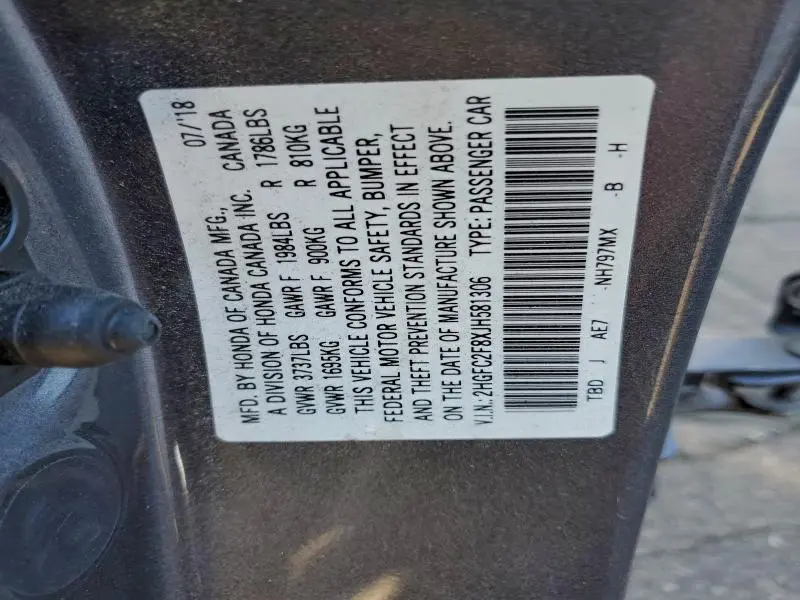 07/'18
MFD. BY HONDA OF CANADA MFG.,
A DIVISION OF HONDA CANADA INC. CANADA
GVWR 3737LBS GAWR F 1984LBS R 1786LBS
GVWR 1695KG GAWR F 900KG R 810KG
THIS VEHICLE CONFORMS TO ALL APPLICABLE
FEDERAL MOTOR VEHICLE SAFETY, BUMPER,
AND THEFT PREVENTION STANDARDS IN EFFECT
ON THE DATE OF MANUFACTURE SHOWN ABOVE.
V.I.N.: 2HGFC2F8XJH581306 TYPE: PASSENGER CAR
TBD J AE7 -NH797MX -B -H